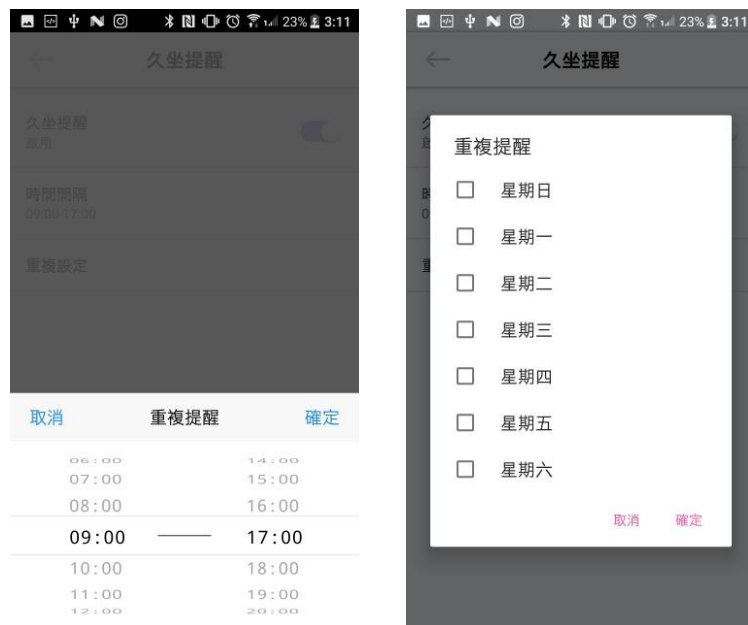 23% 3:11
久坐提醒
久坐提醒
啟用
時間間隔
09:00-17:00
重複設定
取消 重複提醒 確定
06:00 14:00
07:00 15:00
08:00 16:00
09:00 17:00
10:00 18:00
11:00 19:00
12:00 20:00
23% 3:11
久坐提醒
重複提醒
星期日
星期一
星期二
星期三
星期四
星期五
星期六
取消 確定